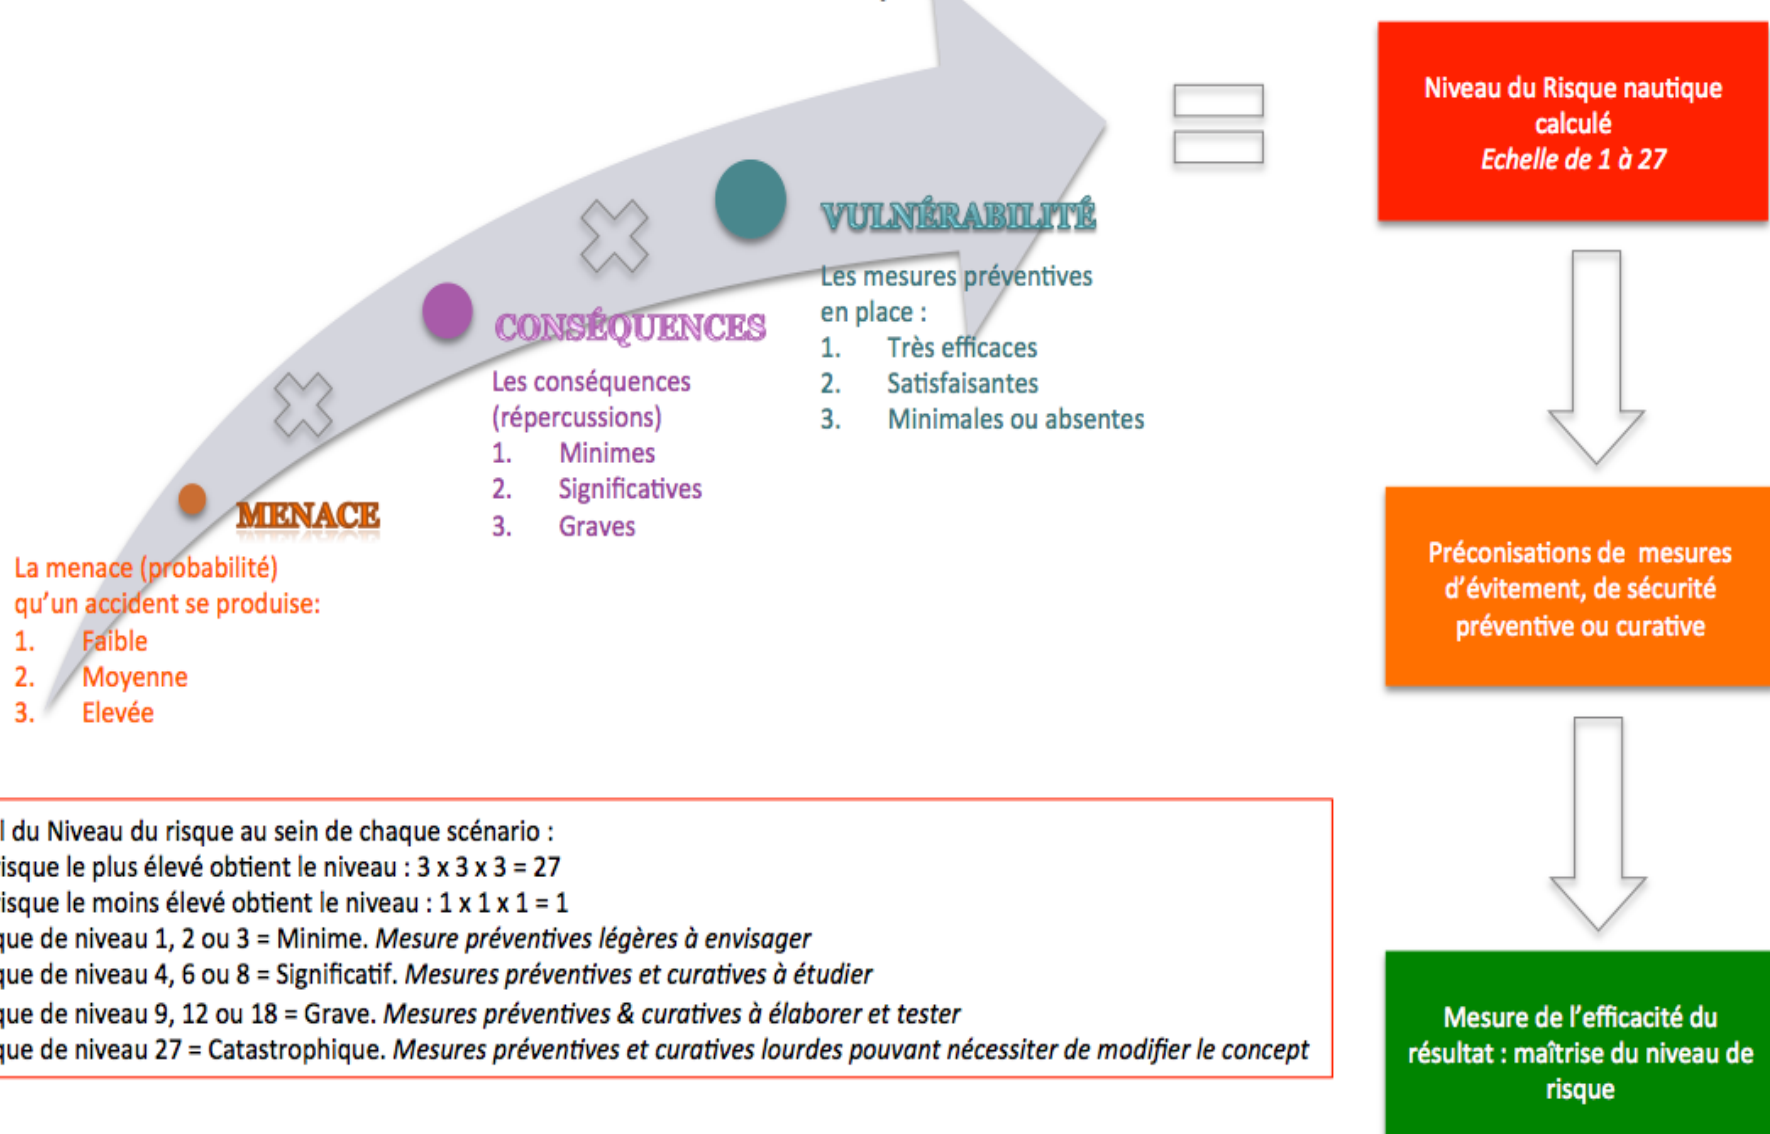 Niveau du Risque nautique
calculé
Echelle de 1 à 27
VULNÉRABILITÉ
Les mesures préventives
en place :
1. Très efficaces
2. Satisfaisantes
3. Minimales ou absentes
CONSÉQUENCES
Les conséquences
(répercussions)
1. Minimes
2. Significatives
3. Graves
MENACE
La menace (probabilité)
qu'un accident se produise:
1. Faible
2. Moyenne
3. Elevée
Préconisations de mesures
d'évitement, de sécurité
préventive ou curative
l du Niveau du risque au sein de chaque scénario :
isque le plus élevé obtient le niveau : 3 x 3 x 3 = 27
isque le moins élevé obtient le niveau : 1 x 1 x 1 = 1
que de niveau 1, 2 ou 3 = Minime. Mesure préventives légères à envisager
que de niveau 4, 6 ou 8 = Significatif. Mesures préventives et curatives à étudier
que de niveau 9, 12 ou 18 = Grave. Mesures préventives & curatives à élaborer et tester
que de niveau 27 = Catastrophique. Mesures préventives et curatives lourdes pouvant nécessiter de modifier le concept
Mesure de l'efficacité du
résultat : maîtrise du niveau de
risque